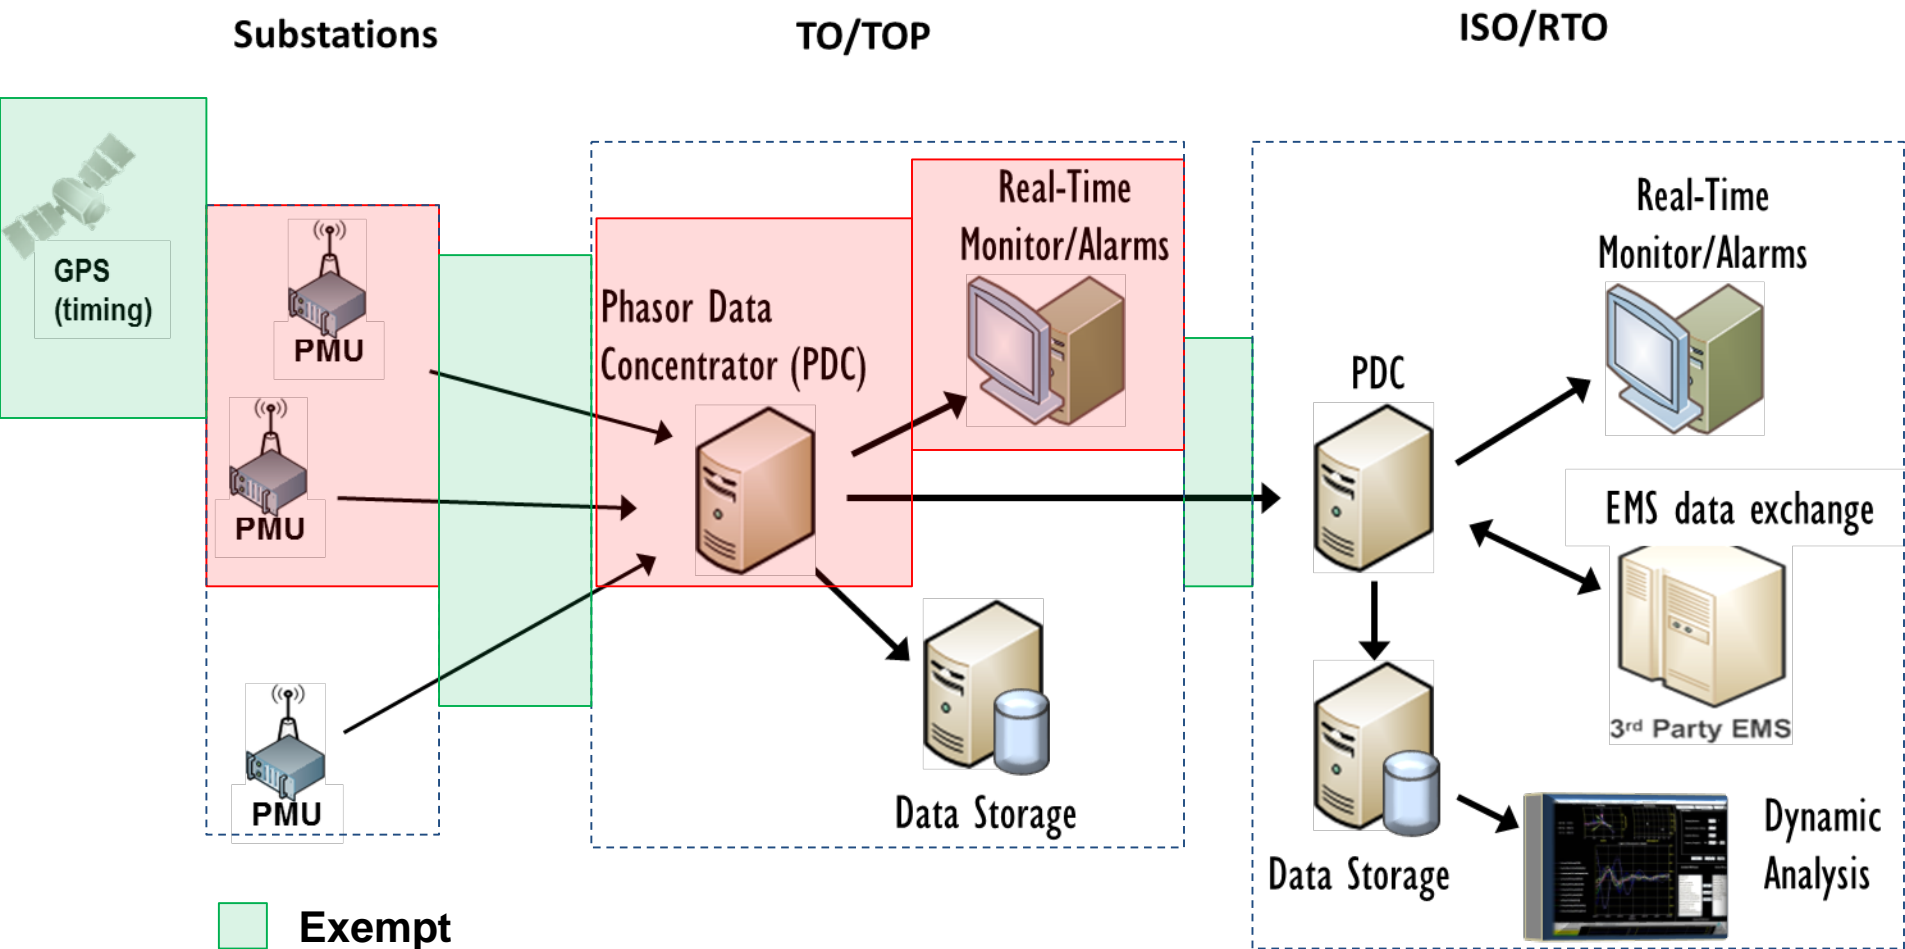 Substations
TO/TOP
ISO/RTO
GPS
(timing)
PMU
PMU
PMU
Phasor Data
Concentrator (PDC)
Real-Time
Monitor/Alarms
Data Storage
PDC
Real-Time
Monitor/Alarms
EMS data exchange
3rd Party EMS
Data Storage
Dynamic
Analysis
Exempt